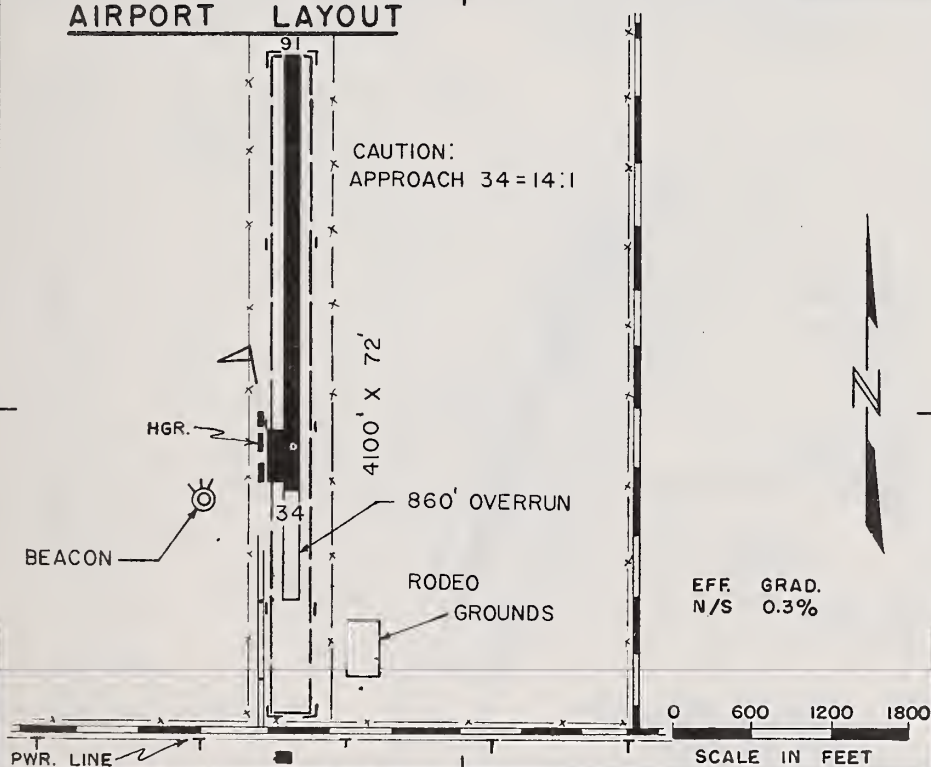 AIRPORT LAYOUT
16
CAUTION:
APPROACH 34 = 14:1
4100' X 72'
HGR.
N
34
860' OVERRUN
BEACON
RODEO
GROUNDS
EFF. GRAD.
N/S 0.3%
0 600 1200 1800
SCALE IN FEET
T T T T T
PWR. LINE